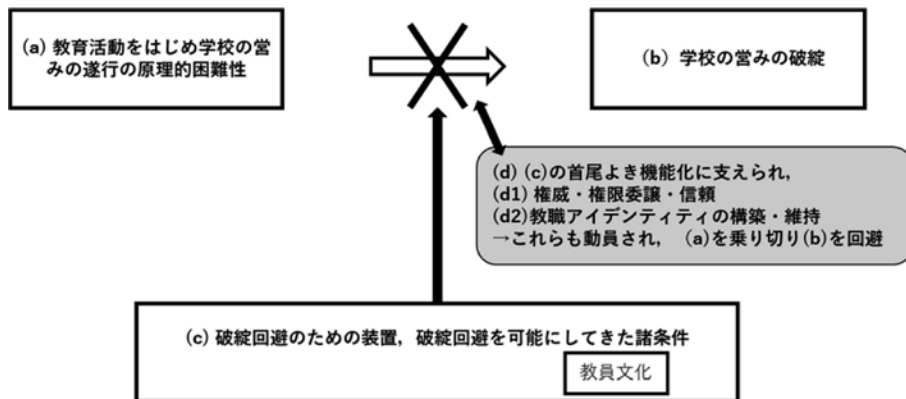 (a) 教育活動をはじめ学校の営
みの遂行の原理的困難性
(b) 学校の営みの破綻
(d) (c)の首尾よき機能化に支えられ,
(d1) 権威・権限委譲・信頼
(d2)教職アイデンティティの構築・維持
→これらも動員され, (a)を乗り切り(b)を回避
(c) 破綻回避のための装置, 破綻回避を可能にしてきた諸条件
教員文化